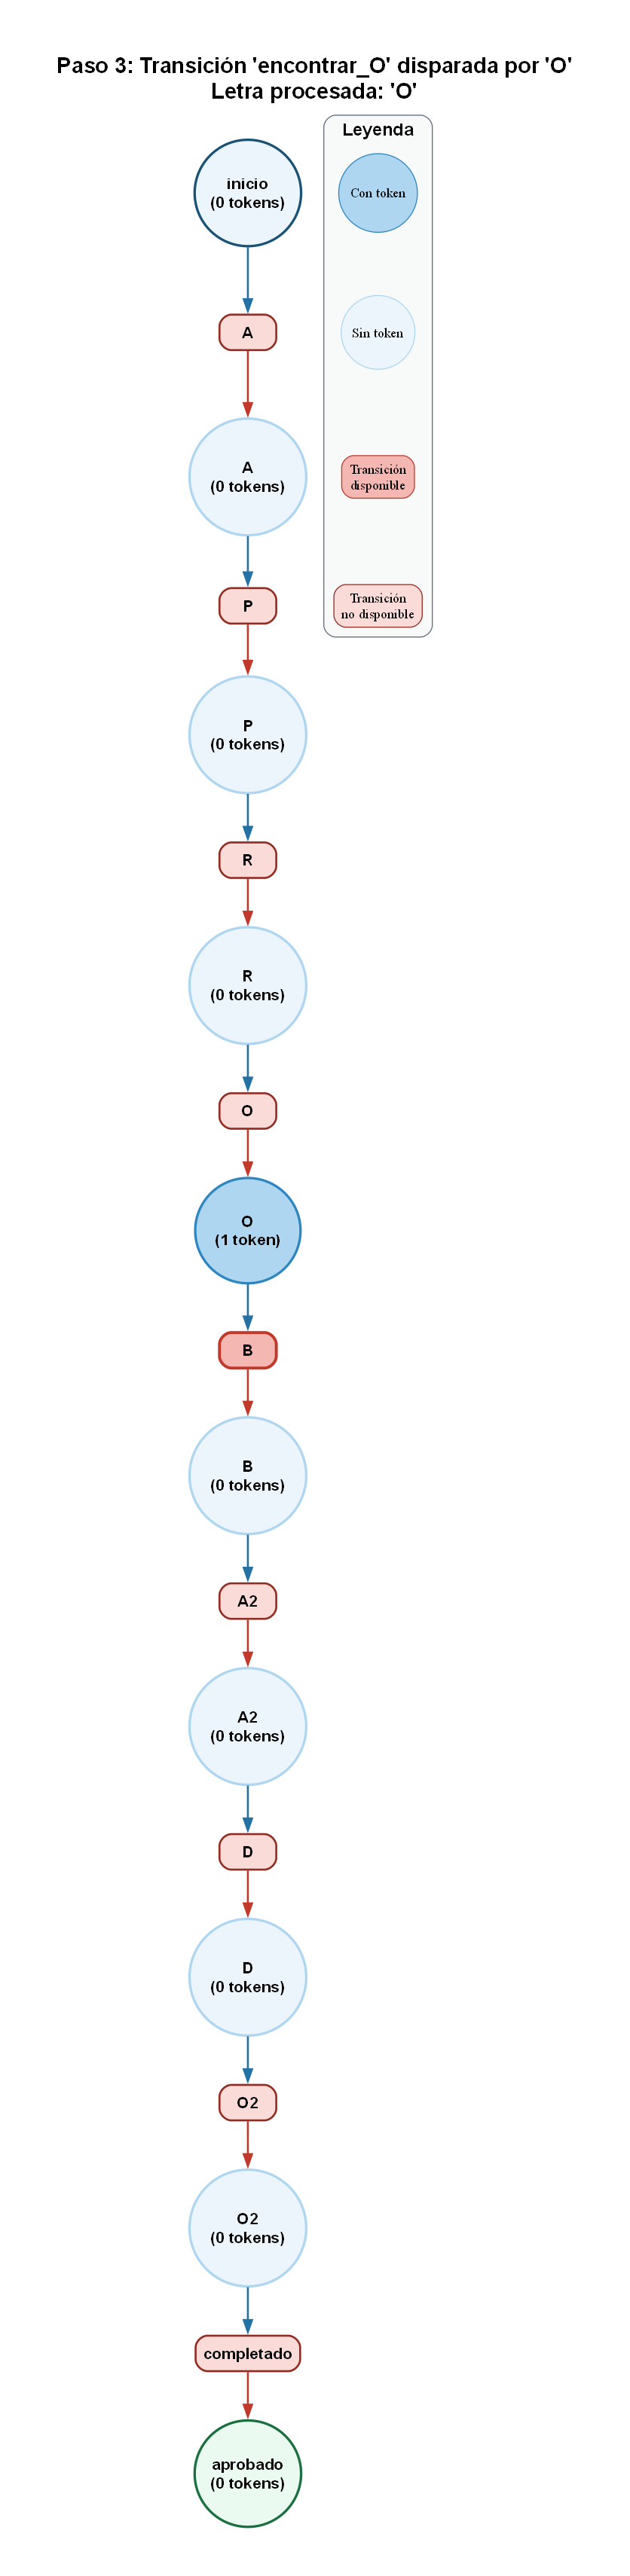 Paso 3: Transición 'encontrar_O' disparada por 'O'
Letra procesada: 'O'
Leyenda
inicio
(0 tokens)
Con token
A
Sin token
A
(0 tokens)
Transición
disponible
P
Transición
no disponible
P
(0 tokens)
R
R
(0 tokens)
O
O
(1 token)
B
B
(0 tokens)
A2
A2
(0 tokens)
D
D
(0 tokens)
O2
O2
(0 tokens)
completado
aprobado
(0 tokens)